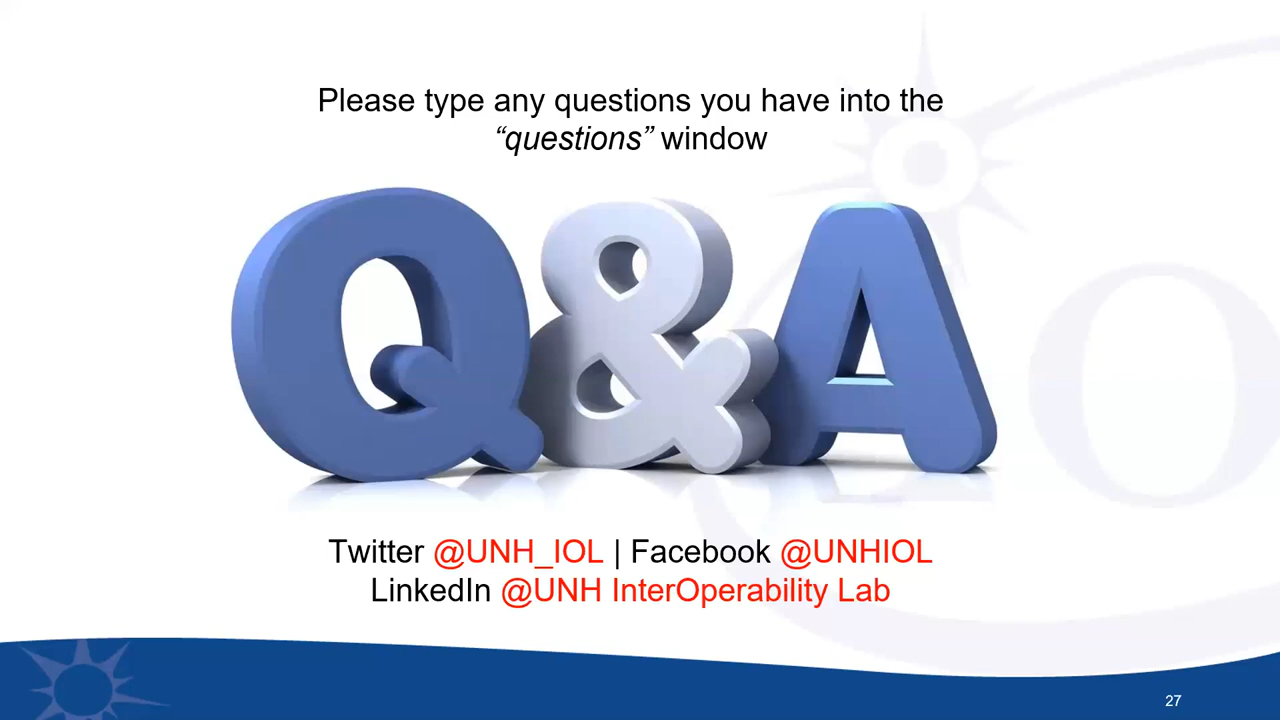 Please type any questions you have into the
“questions” window
Q&A
Twitter @UNH_IOL | Facebook @UNHIOL
LinkedIn @UNH InterOperability Lab
27